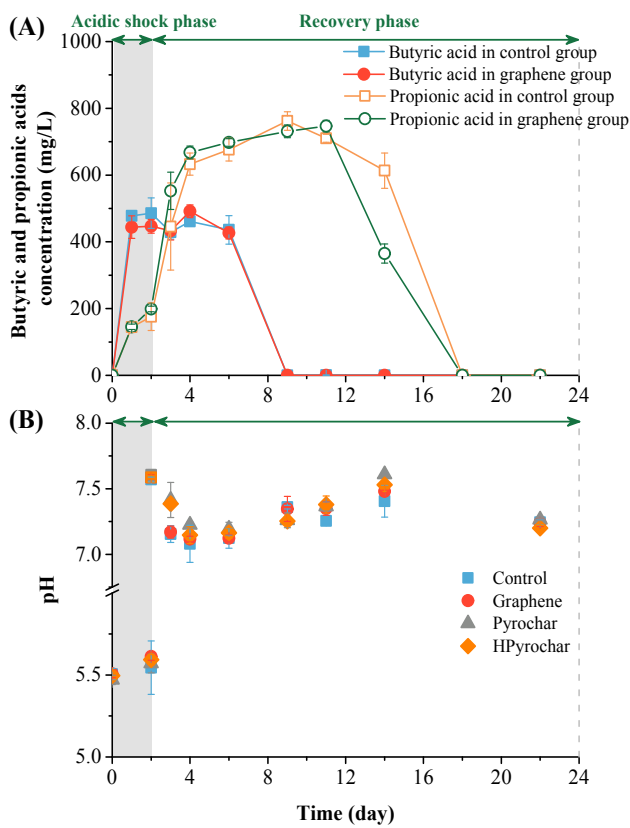 Acidic shock phase Recovery phase
(A)
1000
800
600
400
200
0
Butyric and propionic acids
concentration (mg/L)
Butyric acid in control group
Butyric acid in graphene group
Propionic acid in control group
Propionic acid in graphene group
0 4 8 12 16 20 24
(B)
8.0
7.5
7.0
5.5
5.0
pH
Control
Graphene
Pyrochar
HPyrochar
0 4 8 12 16 20 24
Time (day)